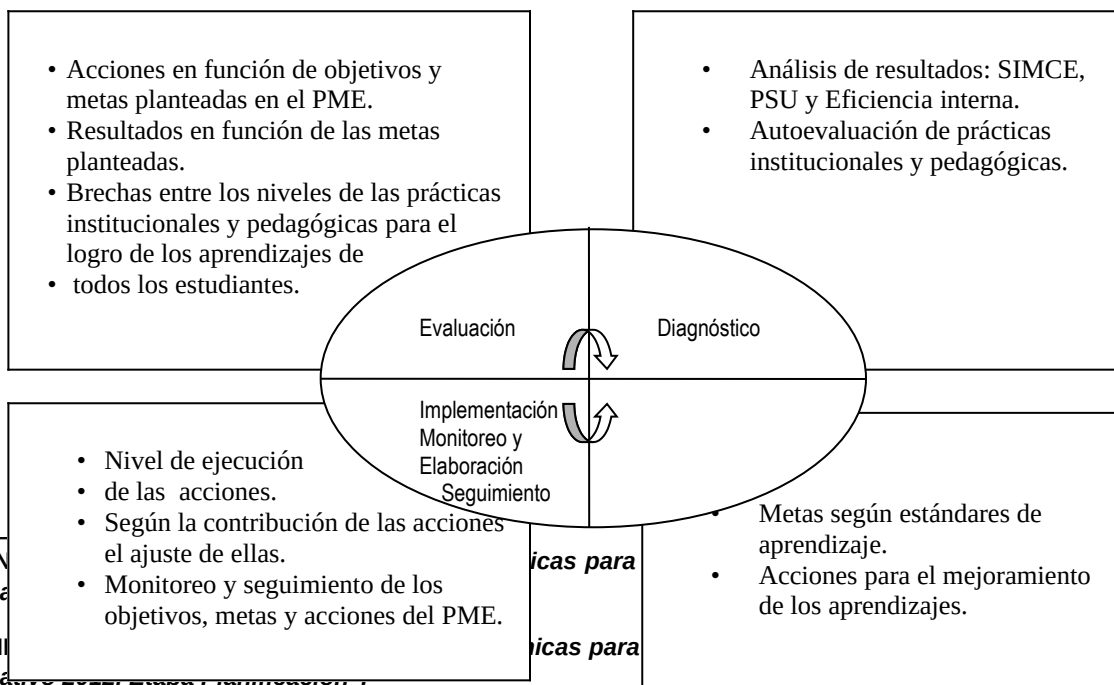 • Acciones en función de objetivos y
metas planteadas en el PME.
• Resultados en función de las metas
planteadas.
• Brechas entre los niveles de las prácticas
institucionales y pedagógicas para el
logro de los aprendizajes de
• todos los estudiantes.
• Análisis de resultados: SIMCE,
PSU y Eficiencia interna.
• Autoevaluación de prácticas
institucionales y pedagógicas.
Evaluación
Diagnóstico
Implementación
Monitoreo y
Elaboración
Seguimiento
• Nivel de ejecución
• de las acciones.
• Según la contribución de las acciones
el ajuste de ellas.
• Monitoreo y seguimiento de los
objetivos, metas y acciones del PME.
• Metas según estándares de
aprendizaje.
• Acciones para el mejoramiento
de los aprendizajes.
icas para
icas para